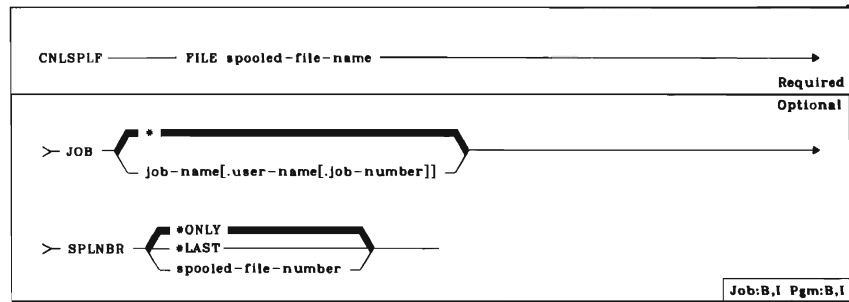 CNLSPLF FILE spooled-file-name
Required
Optional
*
JOB
job-name[.user-name[.job-number]]
*ONLY
SPLNBR *LAST
spooled-file-number
Job:B,I Pgm:B,I